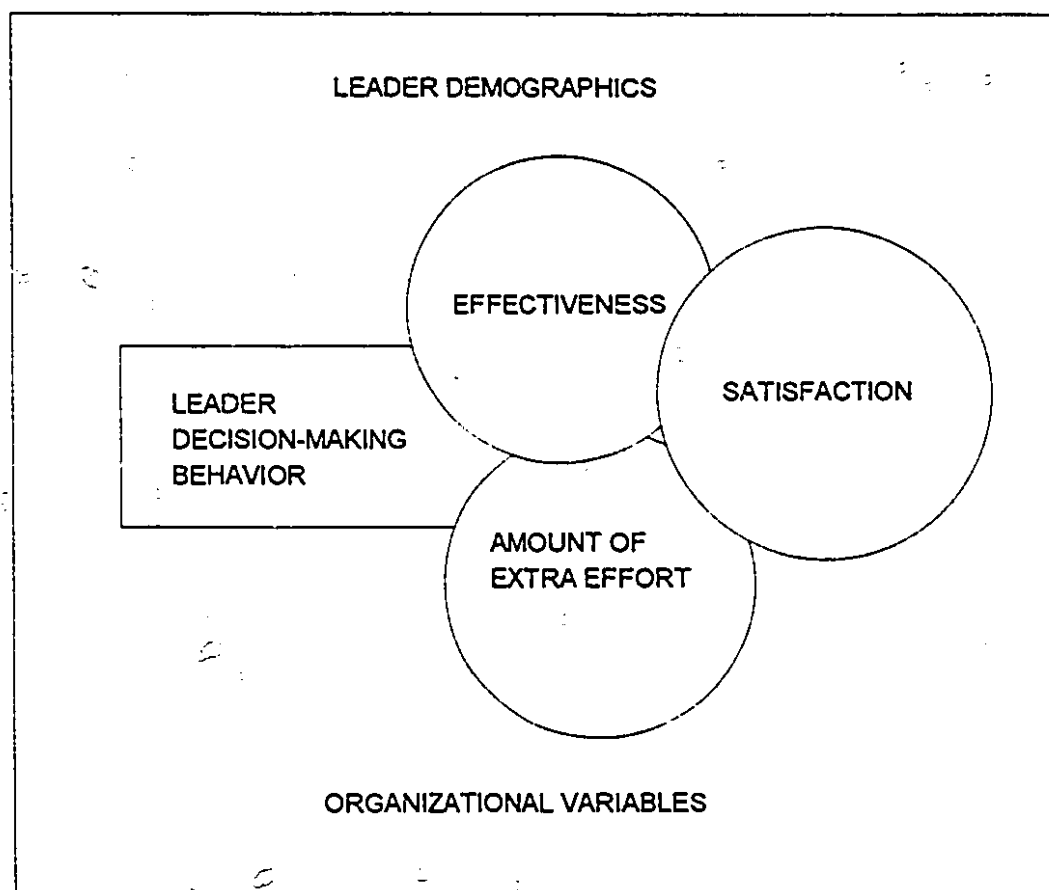 LEADER DEMOGRAPHICS
EFFECTIVENESS
SATISFACTION
LEADER
DECISION-MAKING
BEHAVIOR
AMOUNT OF
EXTRA EFFORT
ORGANIZATIONAL VARIABLES